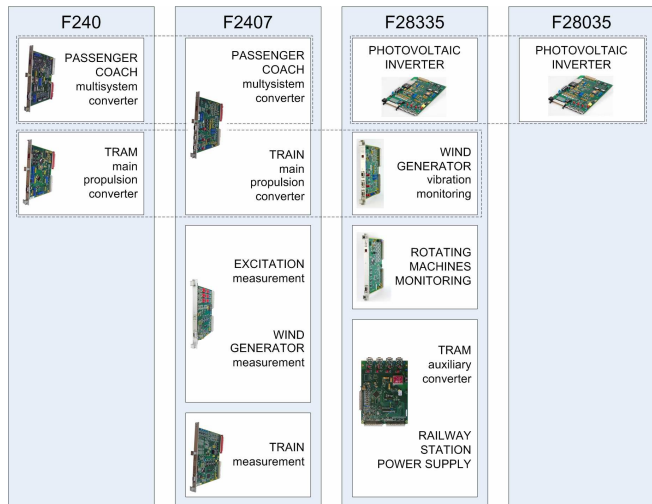 F240
PASSENGER
COACH
multisystem
converter
TRAM
main
propulsion
converter
F2407
PASSENGER
COACH
multysistem
converter
TRAIN
main
propulsion
converter
EXCITATION
measurement
WIND
GENERATOR
measurement
TRAIN
measurement
F28335
PHOTOVOLTAIC
INVERTER
WIND
GENERATOR
vibration
monitoring
ROTATING
MACHINES
MONITORING
TRAM
auxiliary
converter
RAILWAY
STATION
POWER SUPPLY
F28035
PHOTOVOLTAIC
INVERTER